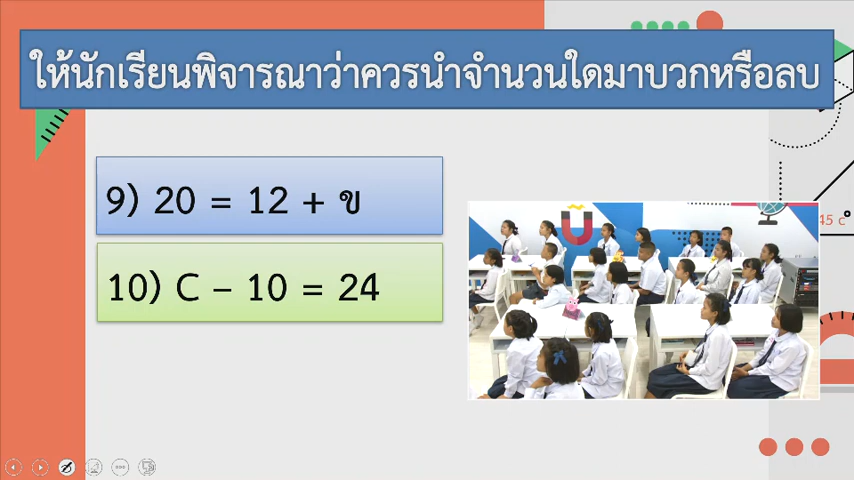 ให้นักเรียนพิจารณาว่าควรนำจำนวนใดมาบวกหรือลบ
9) 20 = 12 + ข
10) C – 10 = 24
45 c